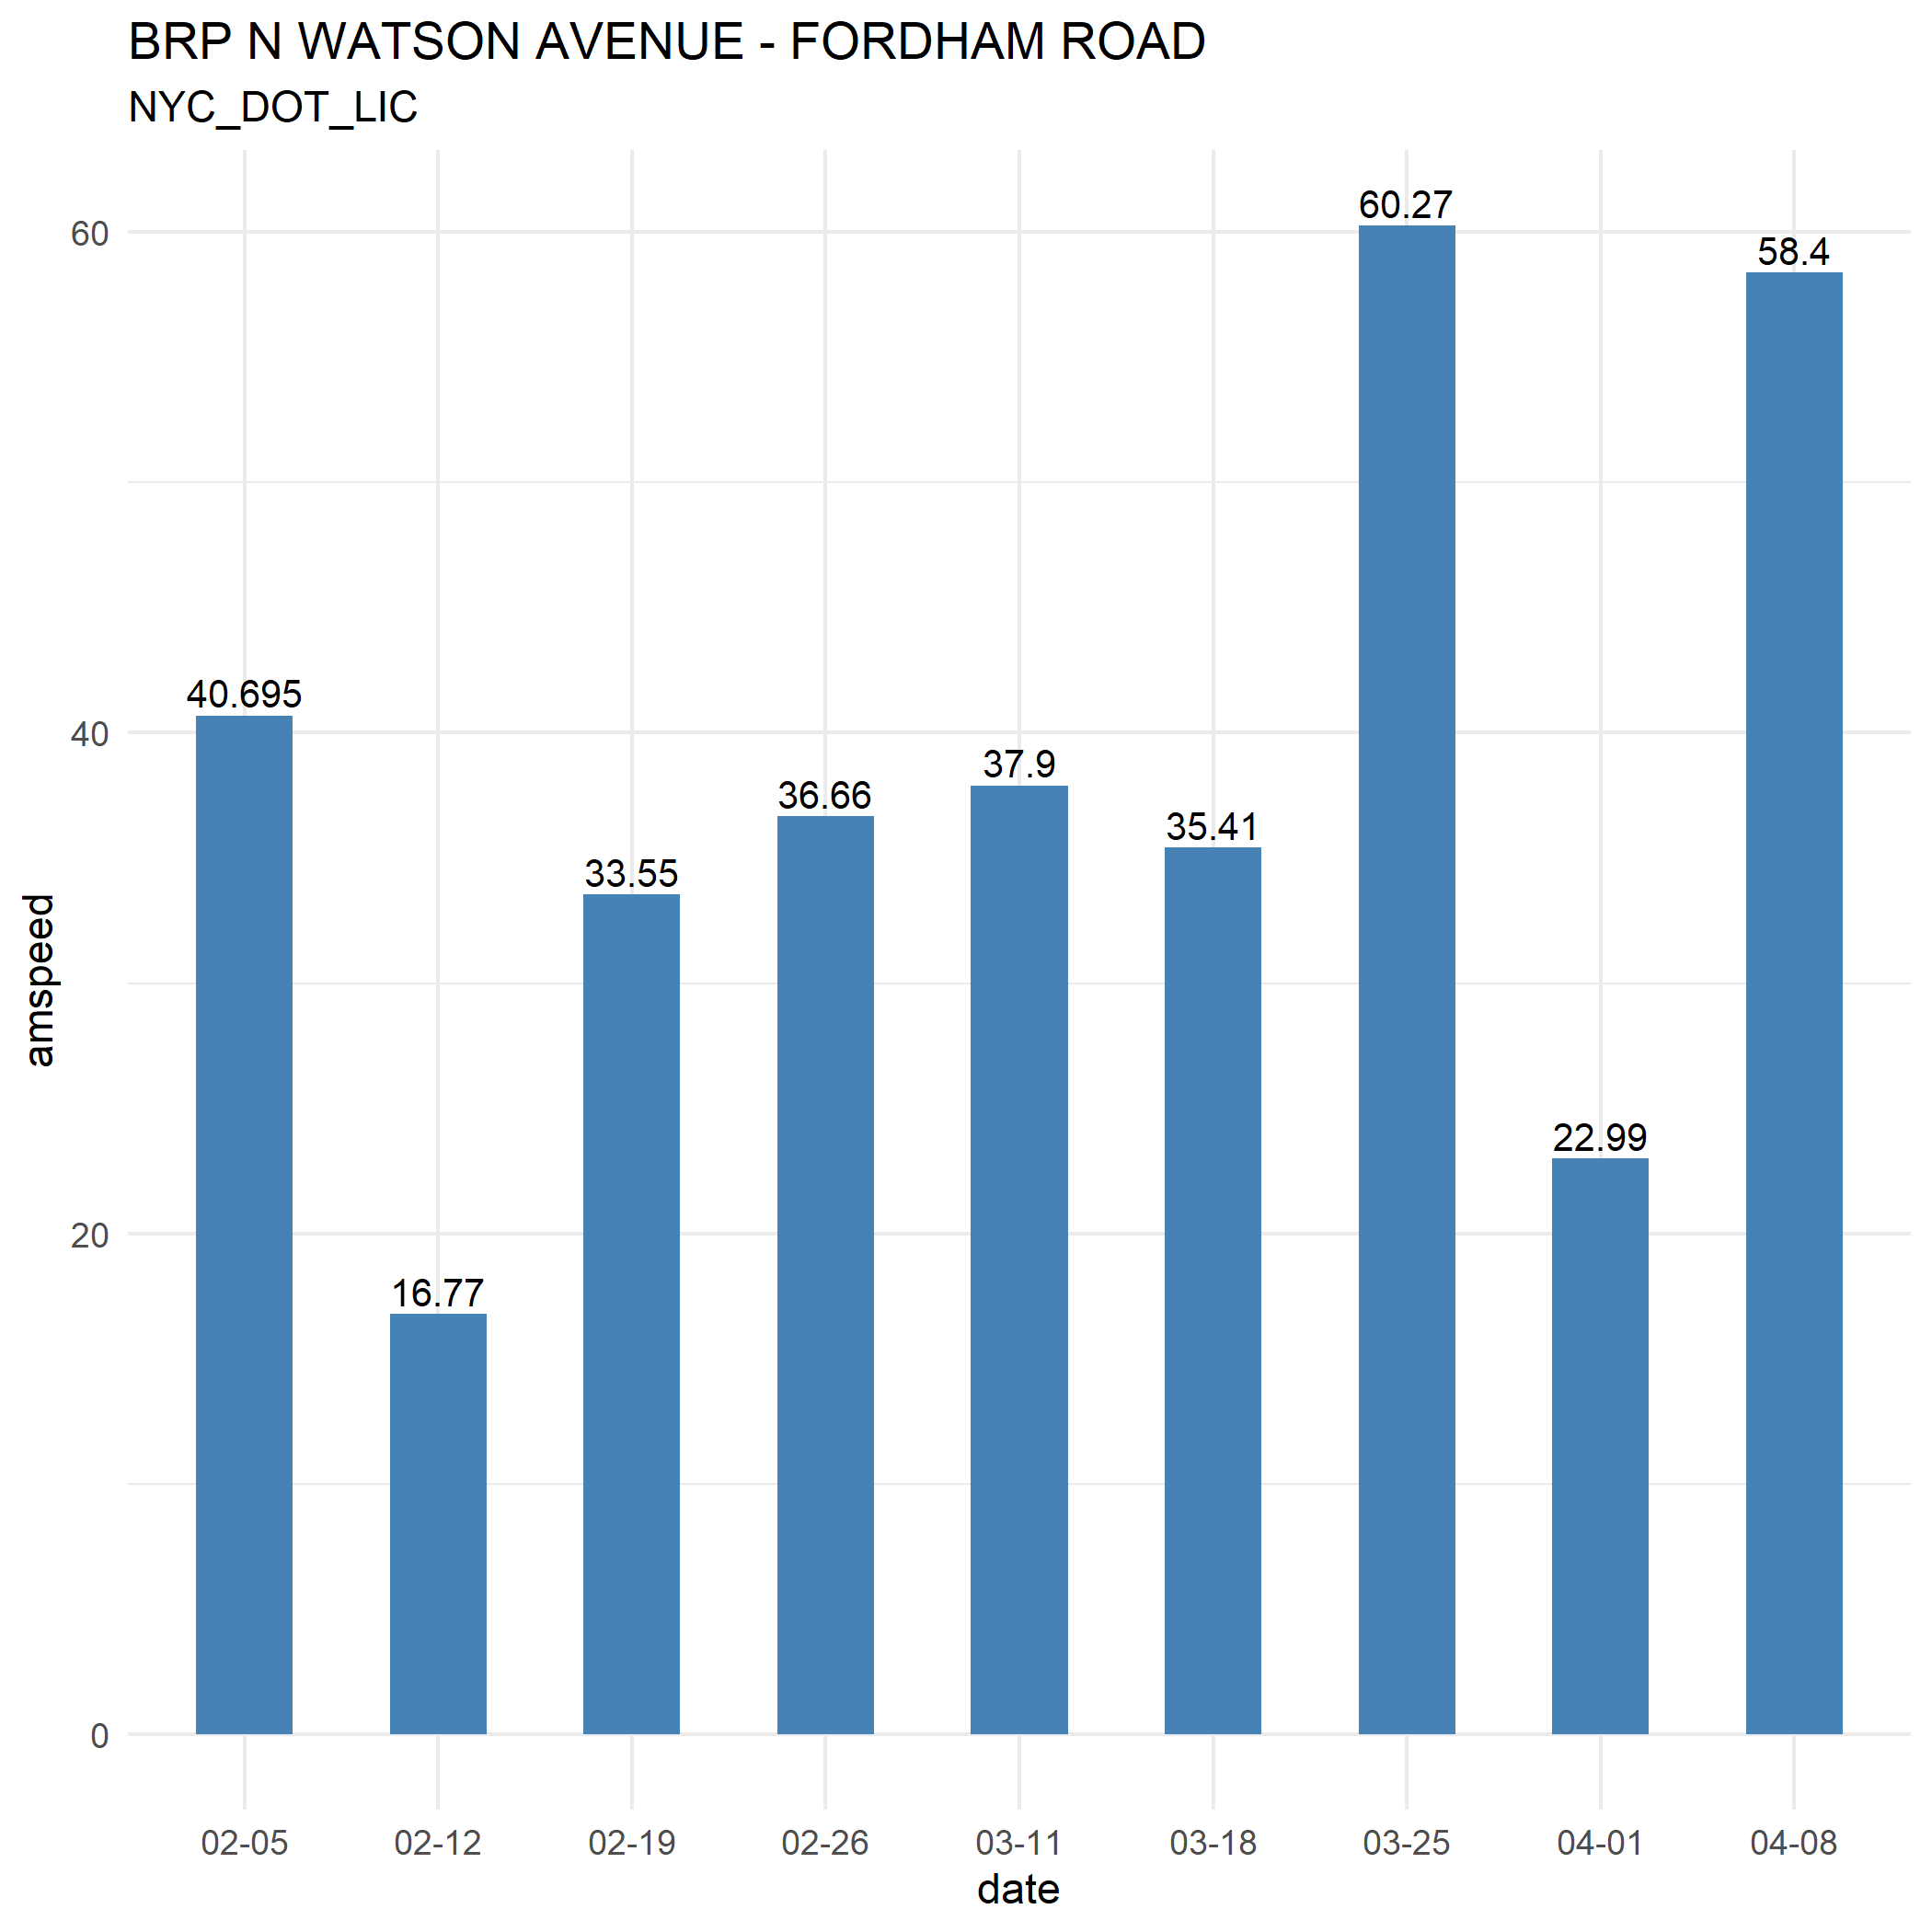 BRP N WATSON AVENUE - FORDHAM ROAD
NYC_DOT_LIC
60.27
58.4
60
40.695
40
37.9
36.66
35.41
33.55
22.99
20
16.77
0
amspeed
02-05 02-12 02-19 02-26 03-11 03-18 03-25 04-01 04-08
date